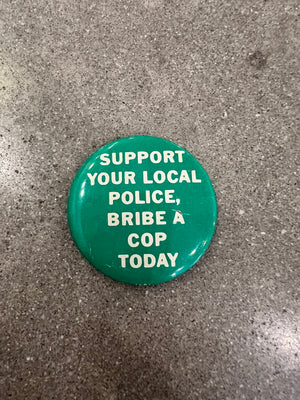 SUPPORT
YOUR LOCAL
POLICE,
BRIBE A
COP
TODAY